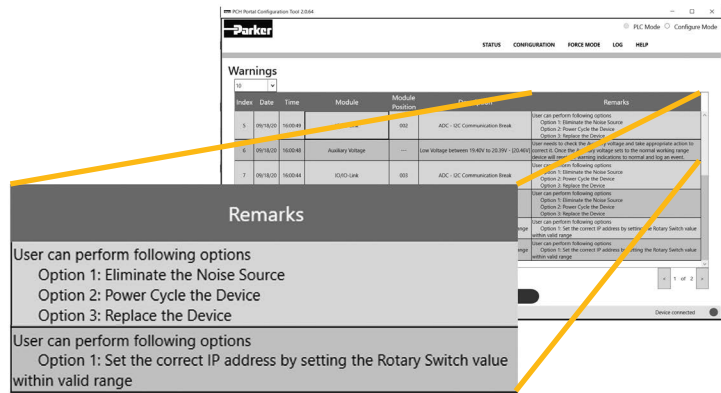 PCH Portal Configuration Tool 2.0.64
Parker
PLC Mode Configure Mode
STATUS CONFIGURATION FORCE MODE LOG HELP
Warnings
10
Index Date Time Module Module Position Remarks
5 09/18/20 16:00:49 002 ADC - I2C Communication Break
User can perform following options
Option 1: Eliminate the Noise Source
Option 2: Power Cycle the Device
Option 3: Replace the Device
6 09/18/20 16:00:48 Auxiliary Voltage --- Low Voltage between 19.40V to 20.39V - [20.46V]
User needs to check the voltage and take appropriate action to
correct it. Once the voltage sets to the normal working range
device will warning indications to normal and log an event.
7 09/18/20 16:00:44 IO/IO-Link 003 ADC - I2C Communication Break
User can perform following options
Option 1: Eliminate the Noise Source
Option 2: Power Cycle the Device
Option 3: Replace the Device
User can perform following options
Option 1: Eliminate the Noise Source
Option 2: Power Cycle the Device
Option 3: Replace the Device
User can perform following options
Option 1: Set the correct IP address by setting the Rotary Switch value
within valid range
User can perform following options
Option 1: Set the correct IP address by setting the Rotary Switch value
within valid range
< 1 of 2 >
Device connected
Remarks
User can perform following options
Option 1: Eliminate the Noise Source
Option 2: Power Cycle the Device
Option 3: Replace the Device
User can perform following options
Option 1: Set the correct IP address by setting the Rotary Switch value
within valid range